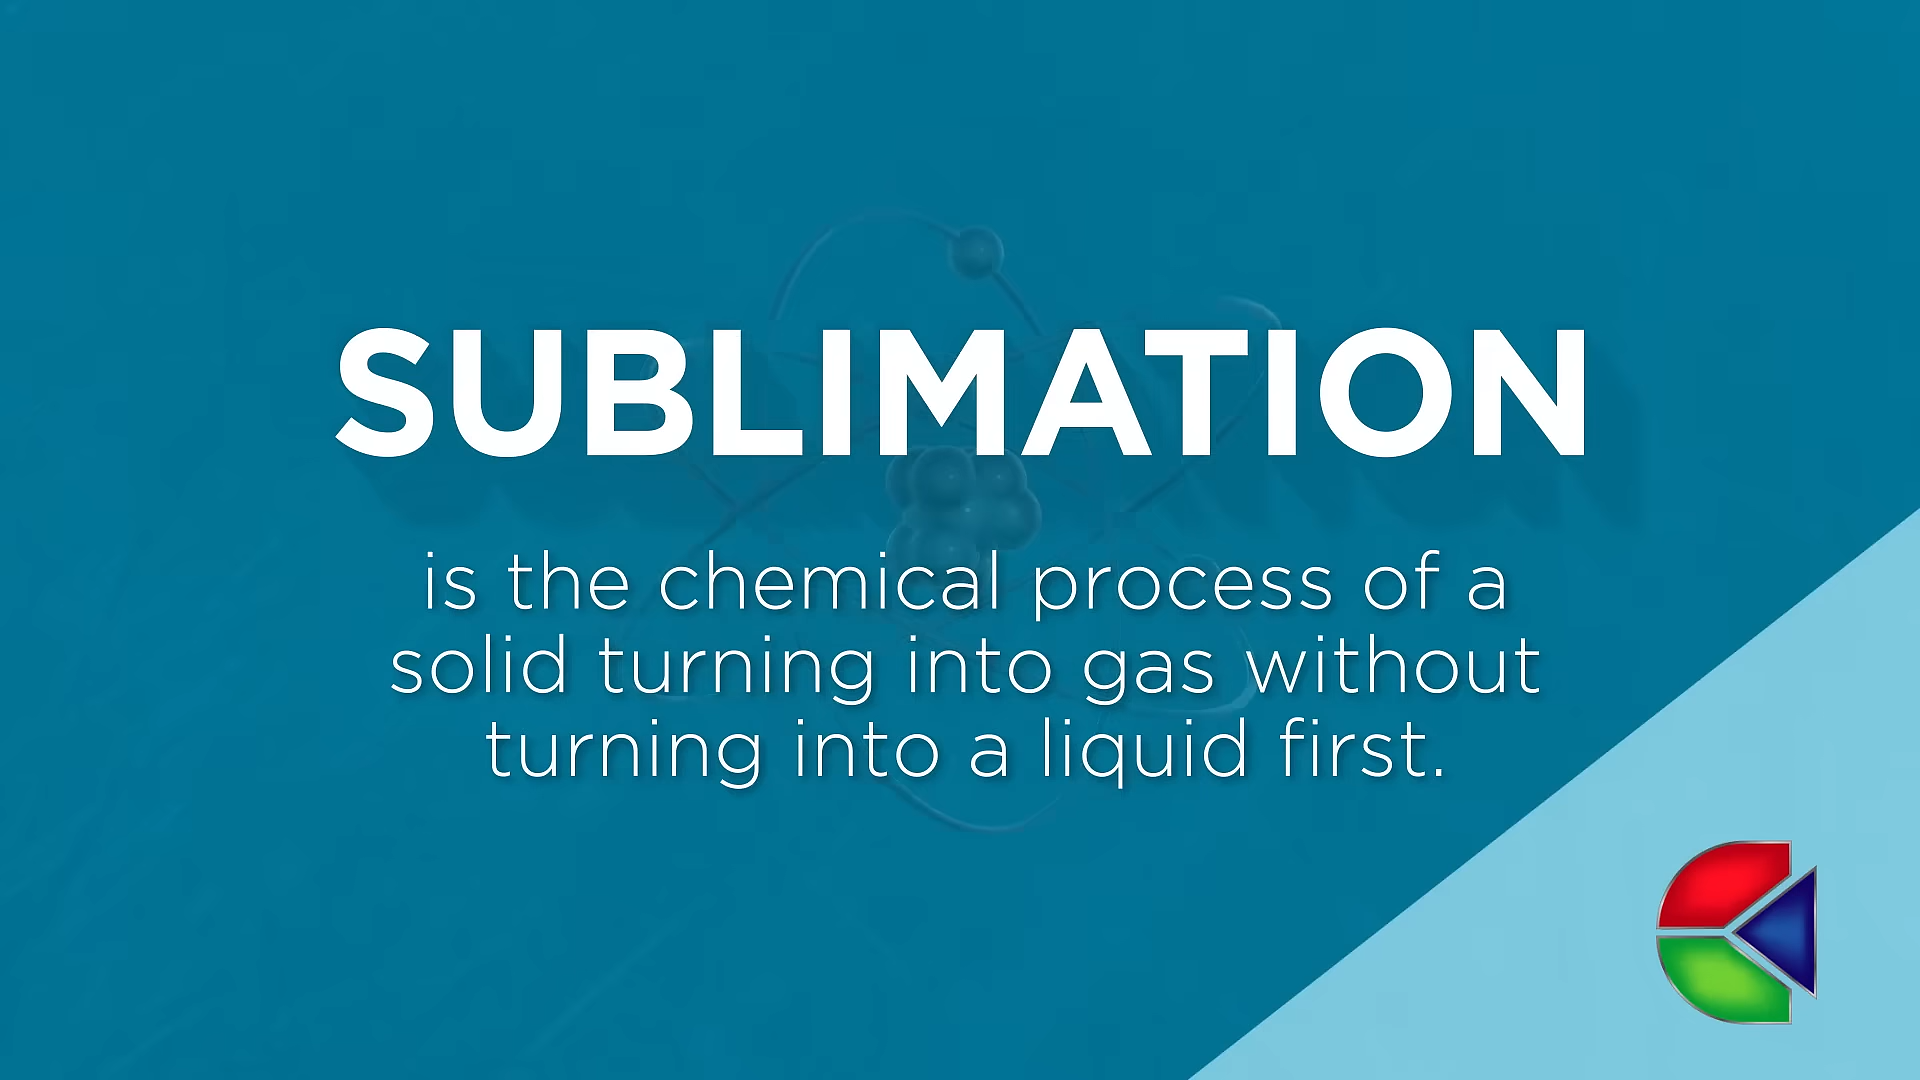 SUBLIMATION
is the chemical process of a
solid turning into gas without
turning into a liquid first.